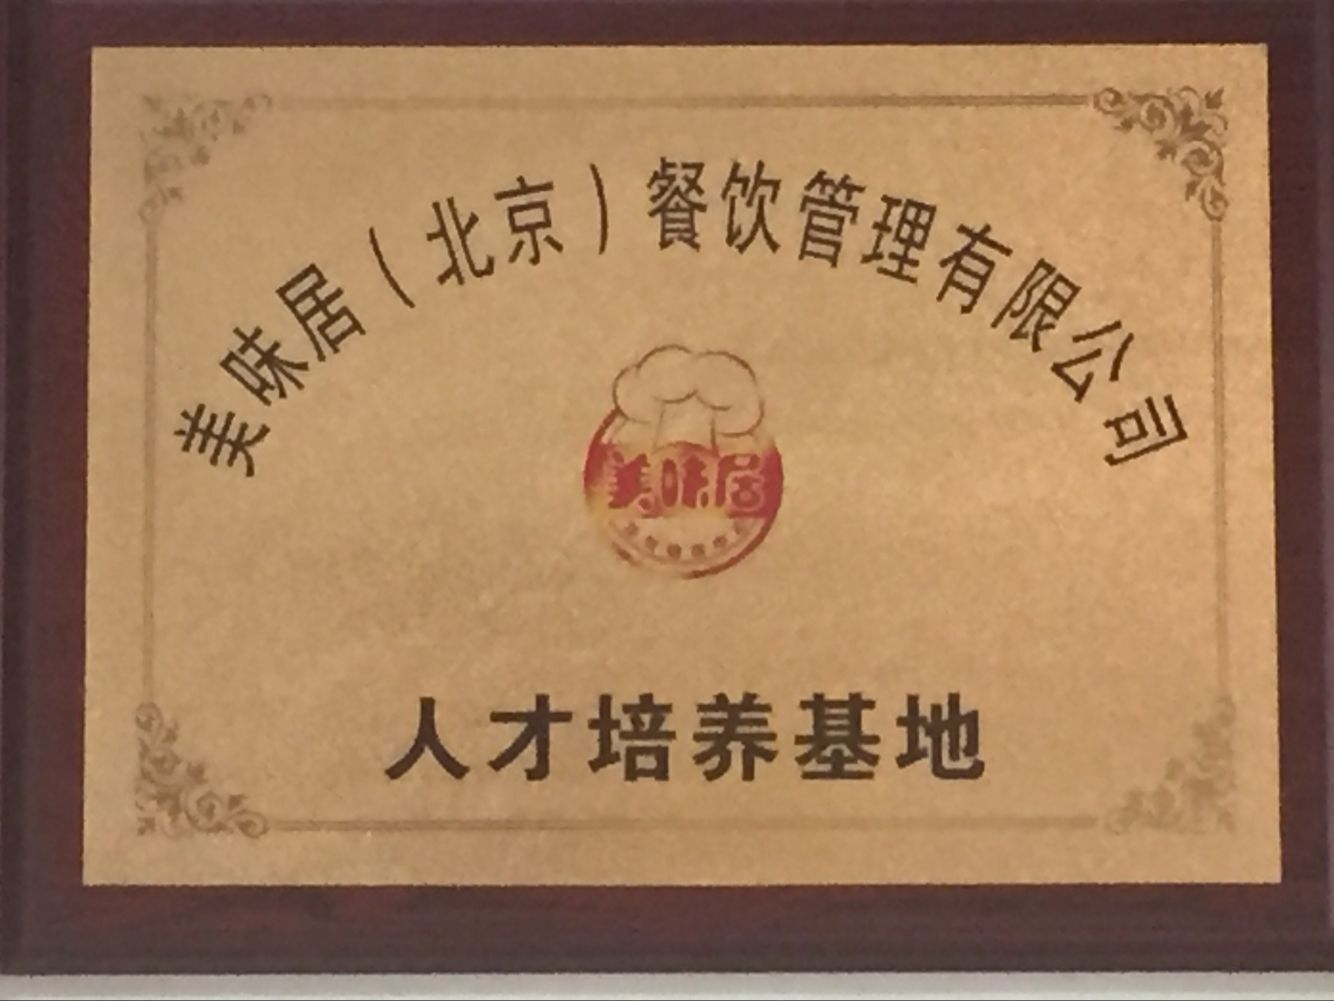 美味居（北京）餐饮管理有限公司
美味居
人才培养基地